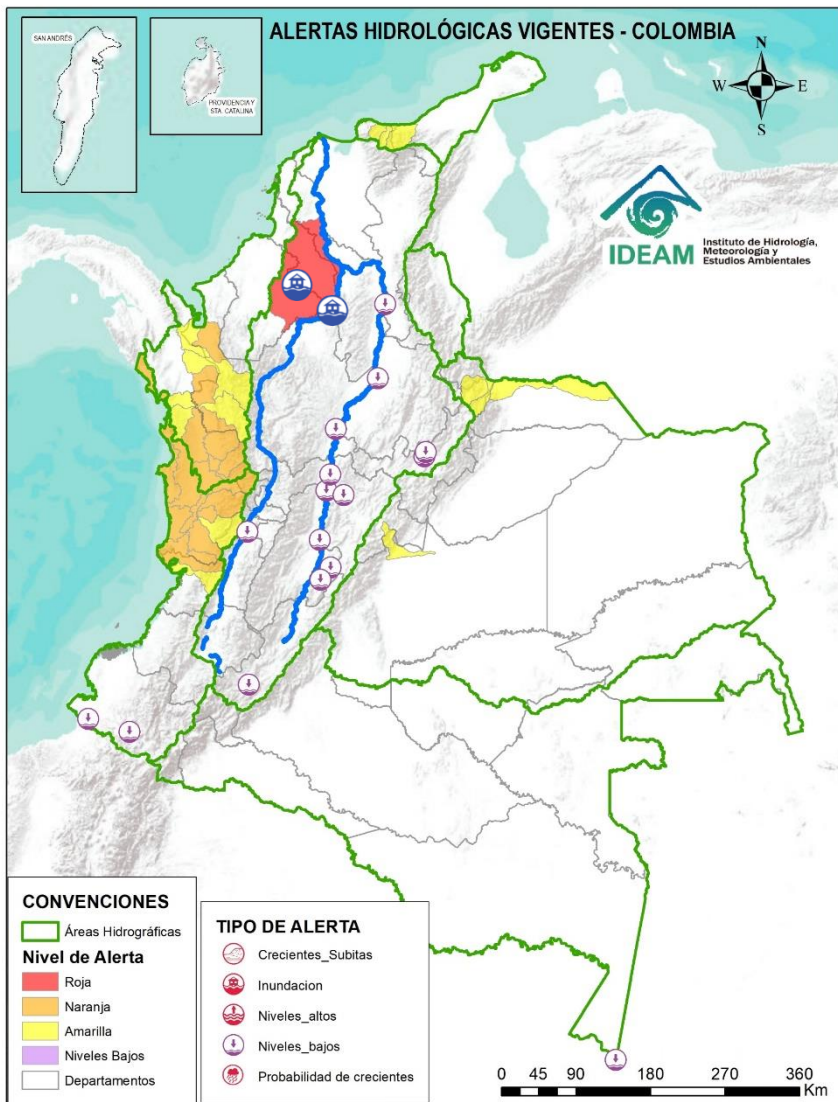 ALERTAS HIDROLÓGICAS VIGENTES - COLOMBIA
SAN ANDRÉS
PROVIDENCIA Y
STA. CATALINA
N
W
E
S
IDEAM
Instituto de Hidrología,
Meteorología y
Estudios Ambientales
CONVENCIONES
Áreas Hidrográficas
Nivel de Alerta
Roja
Naranja
Amarilla
Niveles Bajos
Departamentos
TIPO DE ALERTA
Crecientes_Subitas
Inundacion
Niveles_altos
Niveles_bajos
Probabilidad de crecientes
0 45 90 180 270 360
Km